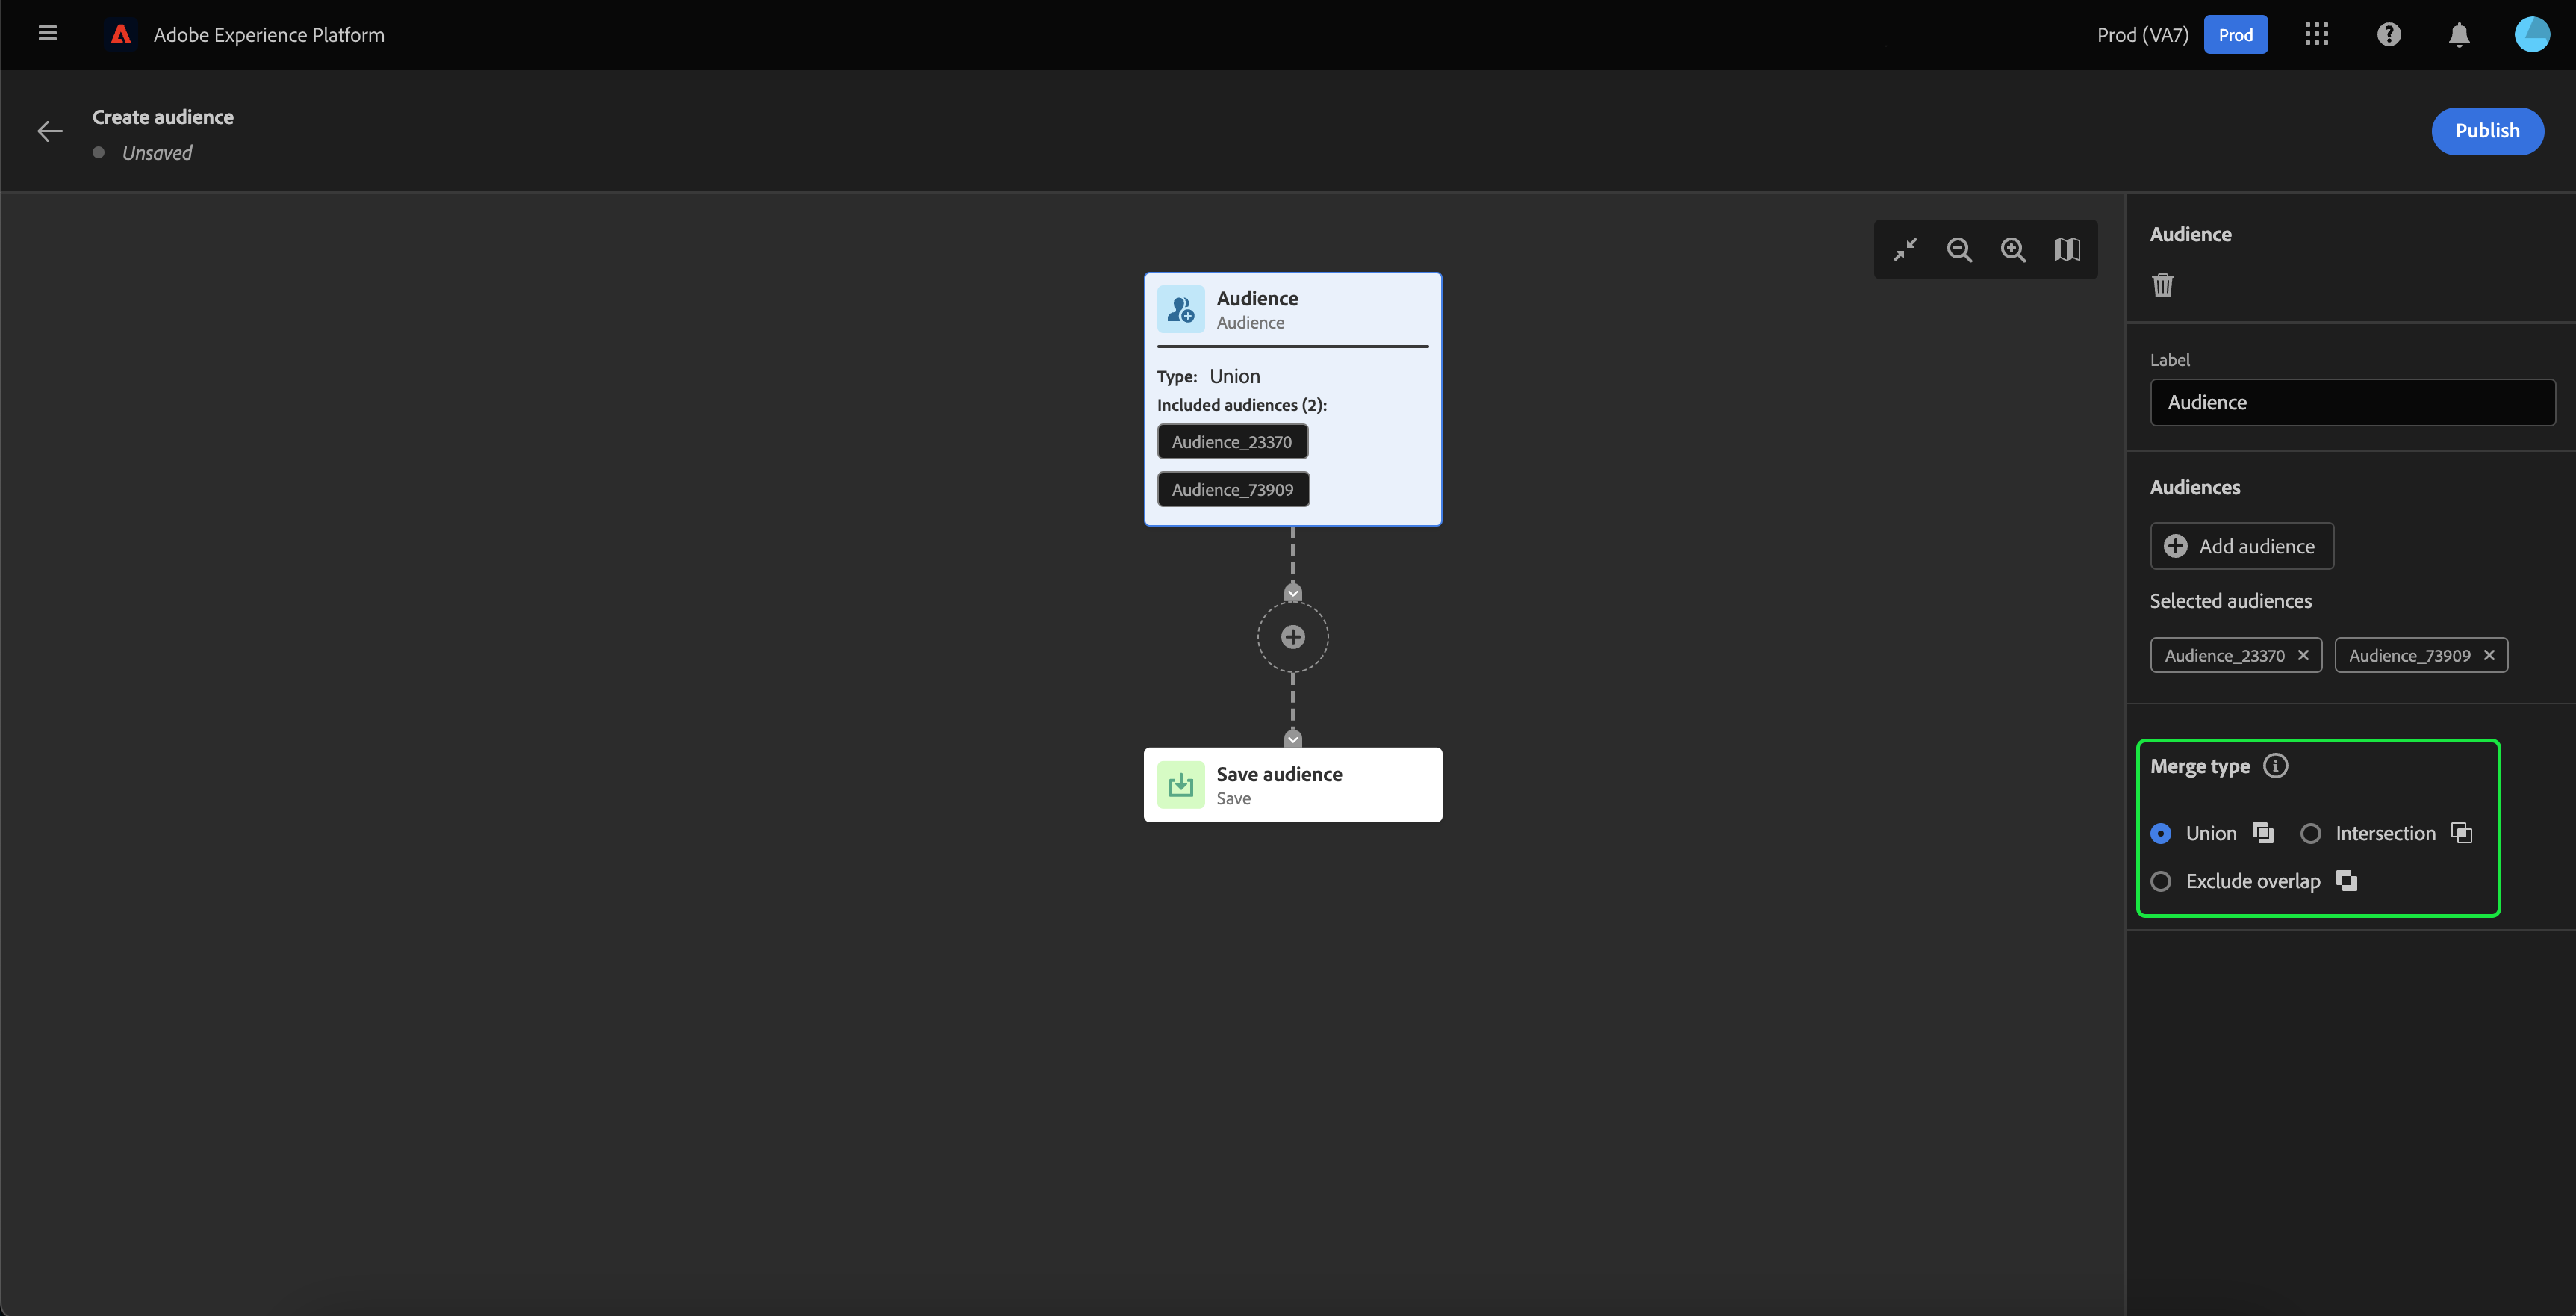 Adobe Experience Platform
Prod (VA7) Prod
Create audience
Unsaved
Publish
Audience
Audience
Type: Union
Included audiences (2):
Audience_23370
Audience_73909
Save audience
Save
Audience
Label
Audience
Audiences
Add audience
Selected audiences
Audience_23370 Audience_73909
Merge type
Union Intersection
Exclude overlap